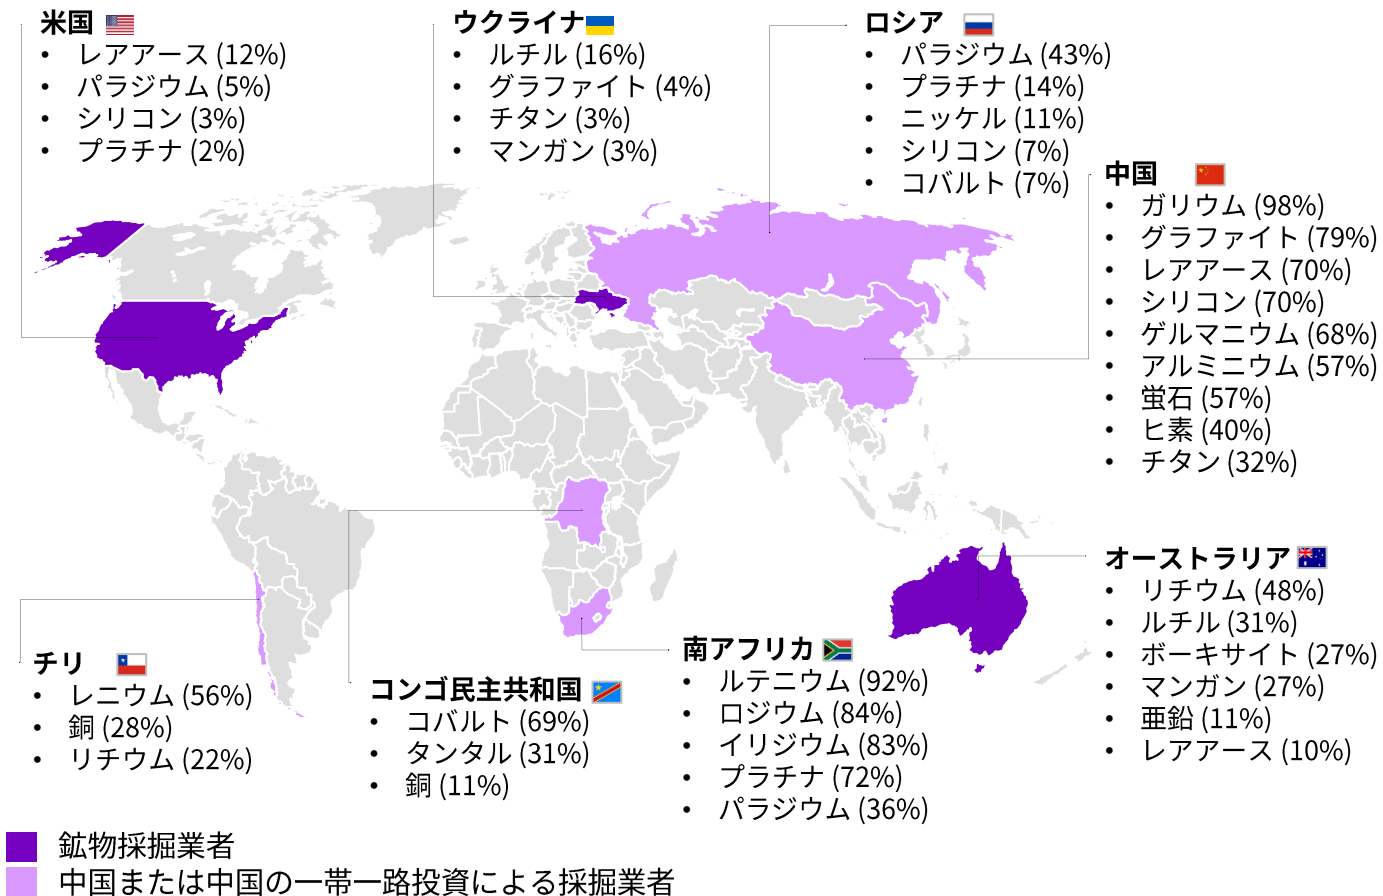 米国
• レアアース (12%)
• パラジウム (5%)
• シリコン (3%)
• プラチナ (2%)
ウクライナ
• ルチル (16%)
• グラファイト (4%)
• チタン (3%)
• マンガン (3%)
ロシア
• パラジウム (43%)
• プラチナ (14%)
• ニッケル (11%)
• シリコン (7%)
• コバルト (7%)
中国
• ガリウム (98%)
• グラファイト (79%)
• レアアース (70%)
• シリコン (70%)
• ゲルマニウム (68%)
• アルミニウム (57%)
• 蛍石 (57%)
• ヒ素 (40%)
• チタン (32%)
オーストラリア
• リチウム (48%)
• ルチル (31%)
• ボーキサイト (27%)
• マンガン (27%)
• 亜鉛 (11%)
• レアアース (10%)
チリ
• レニウム (56%)
• 銅 (28%)
• リチウム (22%)
コンゴ民主共和国
• コバルト (69%)
• タンタル (31%)
• 銅 (11%)
南アフリカ
• ルテニウム (92%)
• ロジウム (84%)
• イリジウム (83%)
• プラチナ (72%)
• パラジウム (36%)
鉱物採掘業者
中国または中国の一帯一路投資による採掘業者